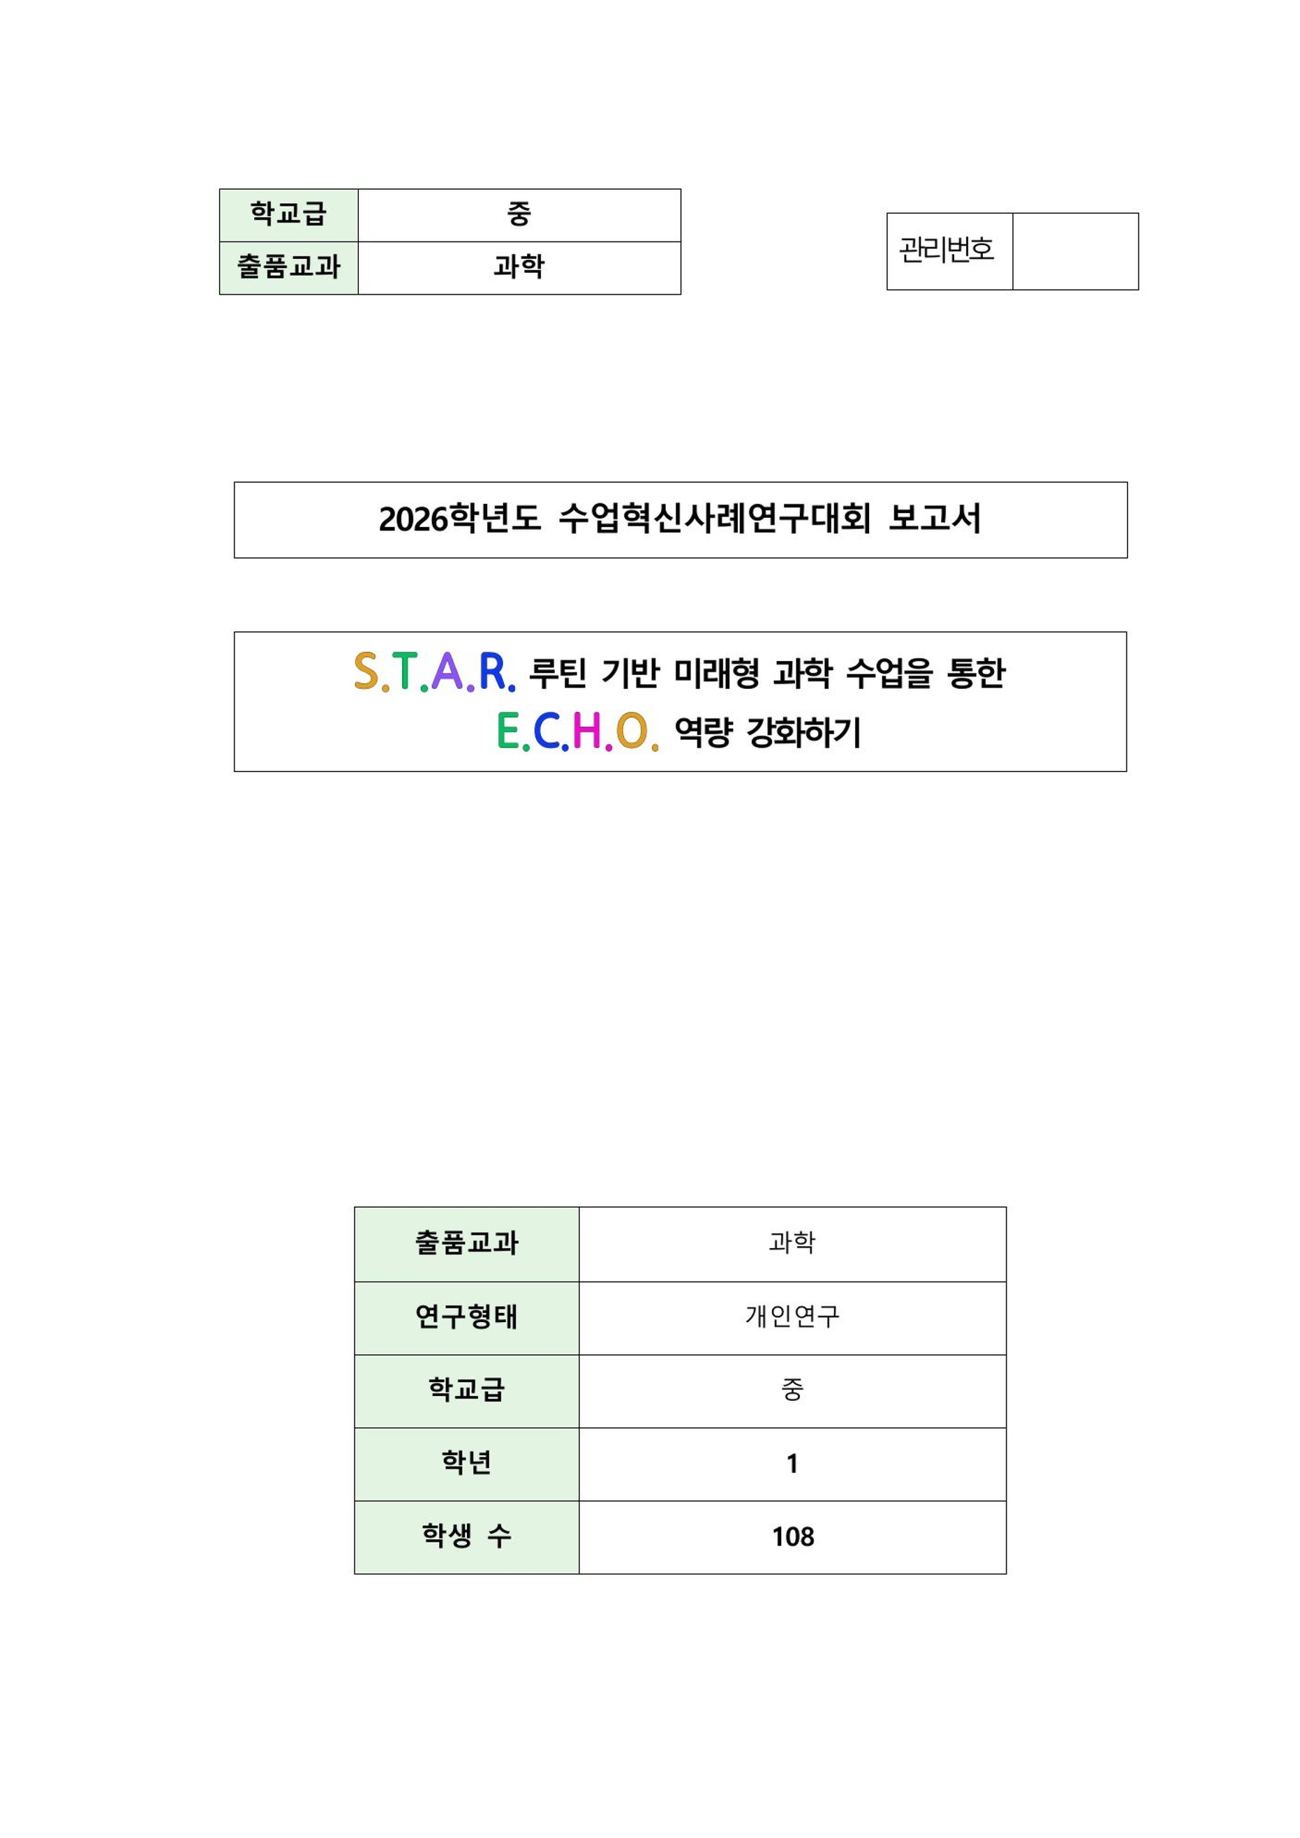 학교급 중
출품교과 과학
관리번호
2026학년도 수업혁신사례연구대회 보고서
S.T.A.R. 루틴 기반 미래형 과학 수업을 통한
E.C.H.O. 역량 강화하기
출품교과 과학
연구형태 개인연구
학교급 중
학년 1
학생 수 108